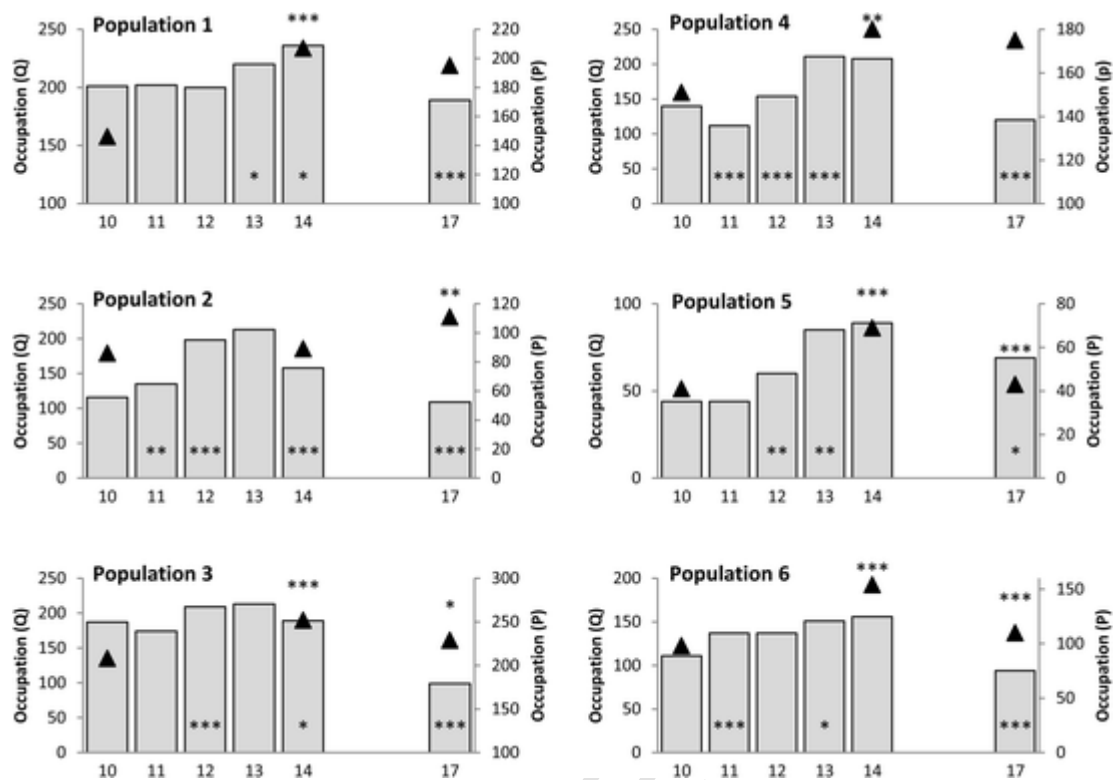 Population 1
Occupation (Q)
250
200
150
100
***
* * ***
10 11 12 13 14 17
220
200
180
160
140
120
100
Occupation (P)
Population 4
Occupation (Q)
250
200
150
100
50
0
**
*** *** *** ***
10 11 12 13 14 17
180
160
140
120
100
Occupation (p)
Population 2
Occupation (Q)
250
200
150
100
50
0
**
** *** *** ***
10 11 12 13 14 17
120
100
80
60
40
20
0
Occupation (P)
Population 5
Occupation (Q)
100
50
0
*** ***
** ** *
10 11 12 13 14 17
80
60
40
20
0
Occupation (P)
Population 3
Occupation (Q)
250
200
150
100
50
0
*** *
*** * ***
10 11 12 13 14 17
300
250
200
150
100
Occupation (P)
Population 6
Occupation (Q)
200
150
100
50
0
*** ***
*** * ***
10 11 12 13 14 17
150
100
50
0
Occupation (P)